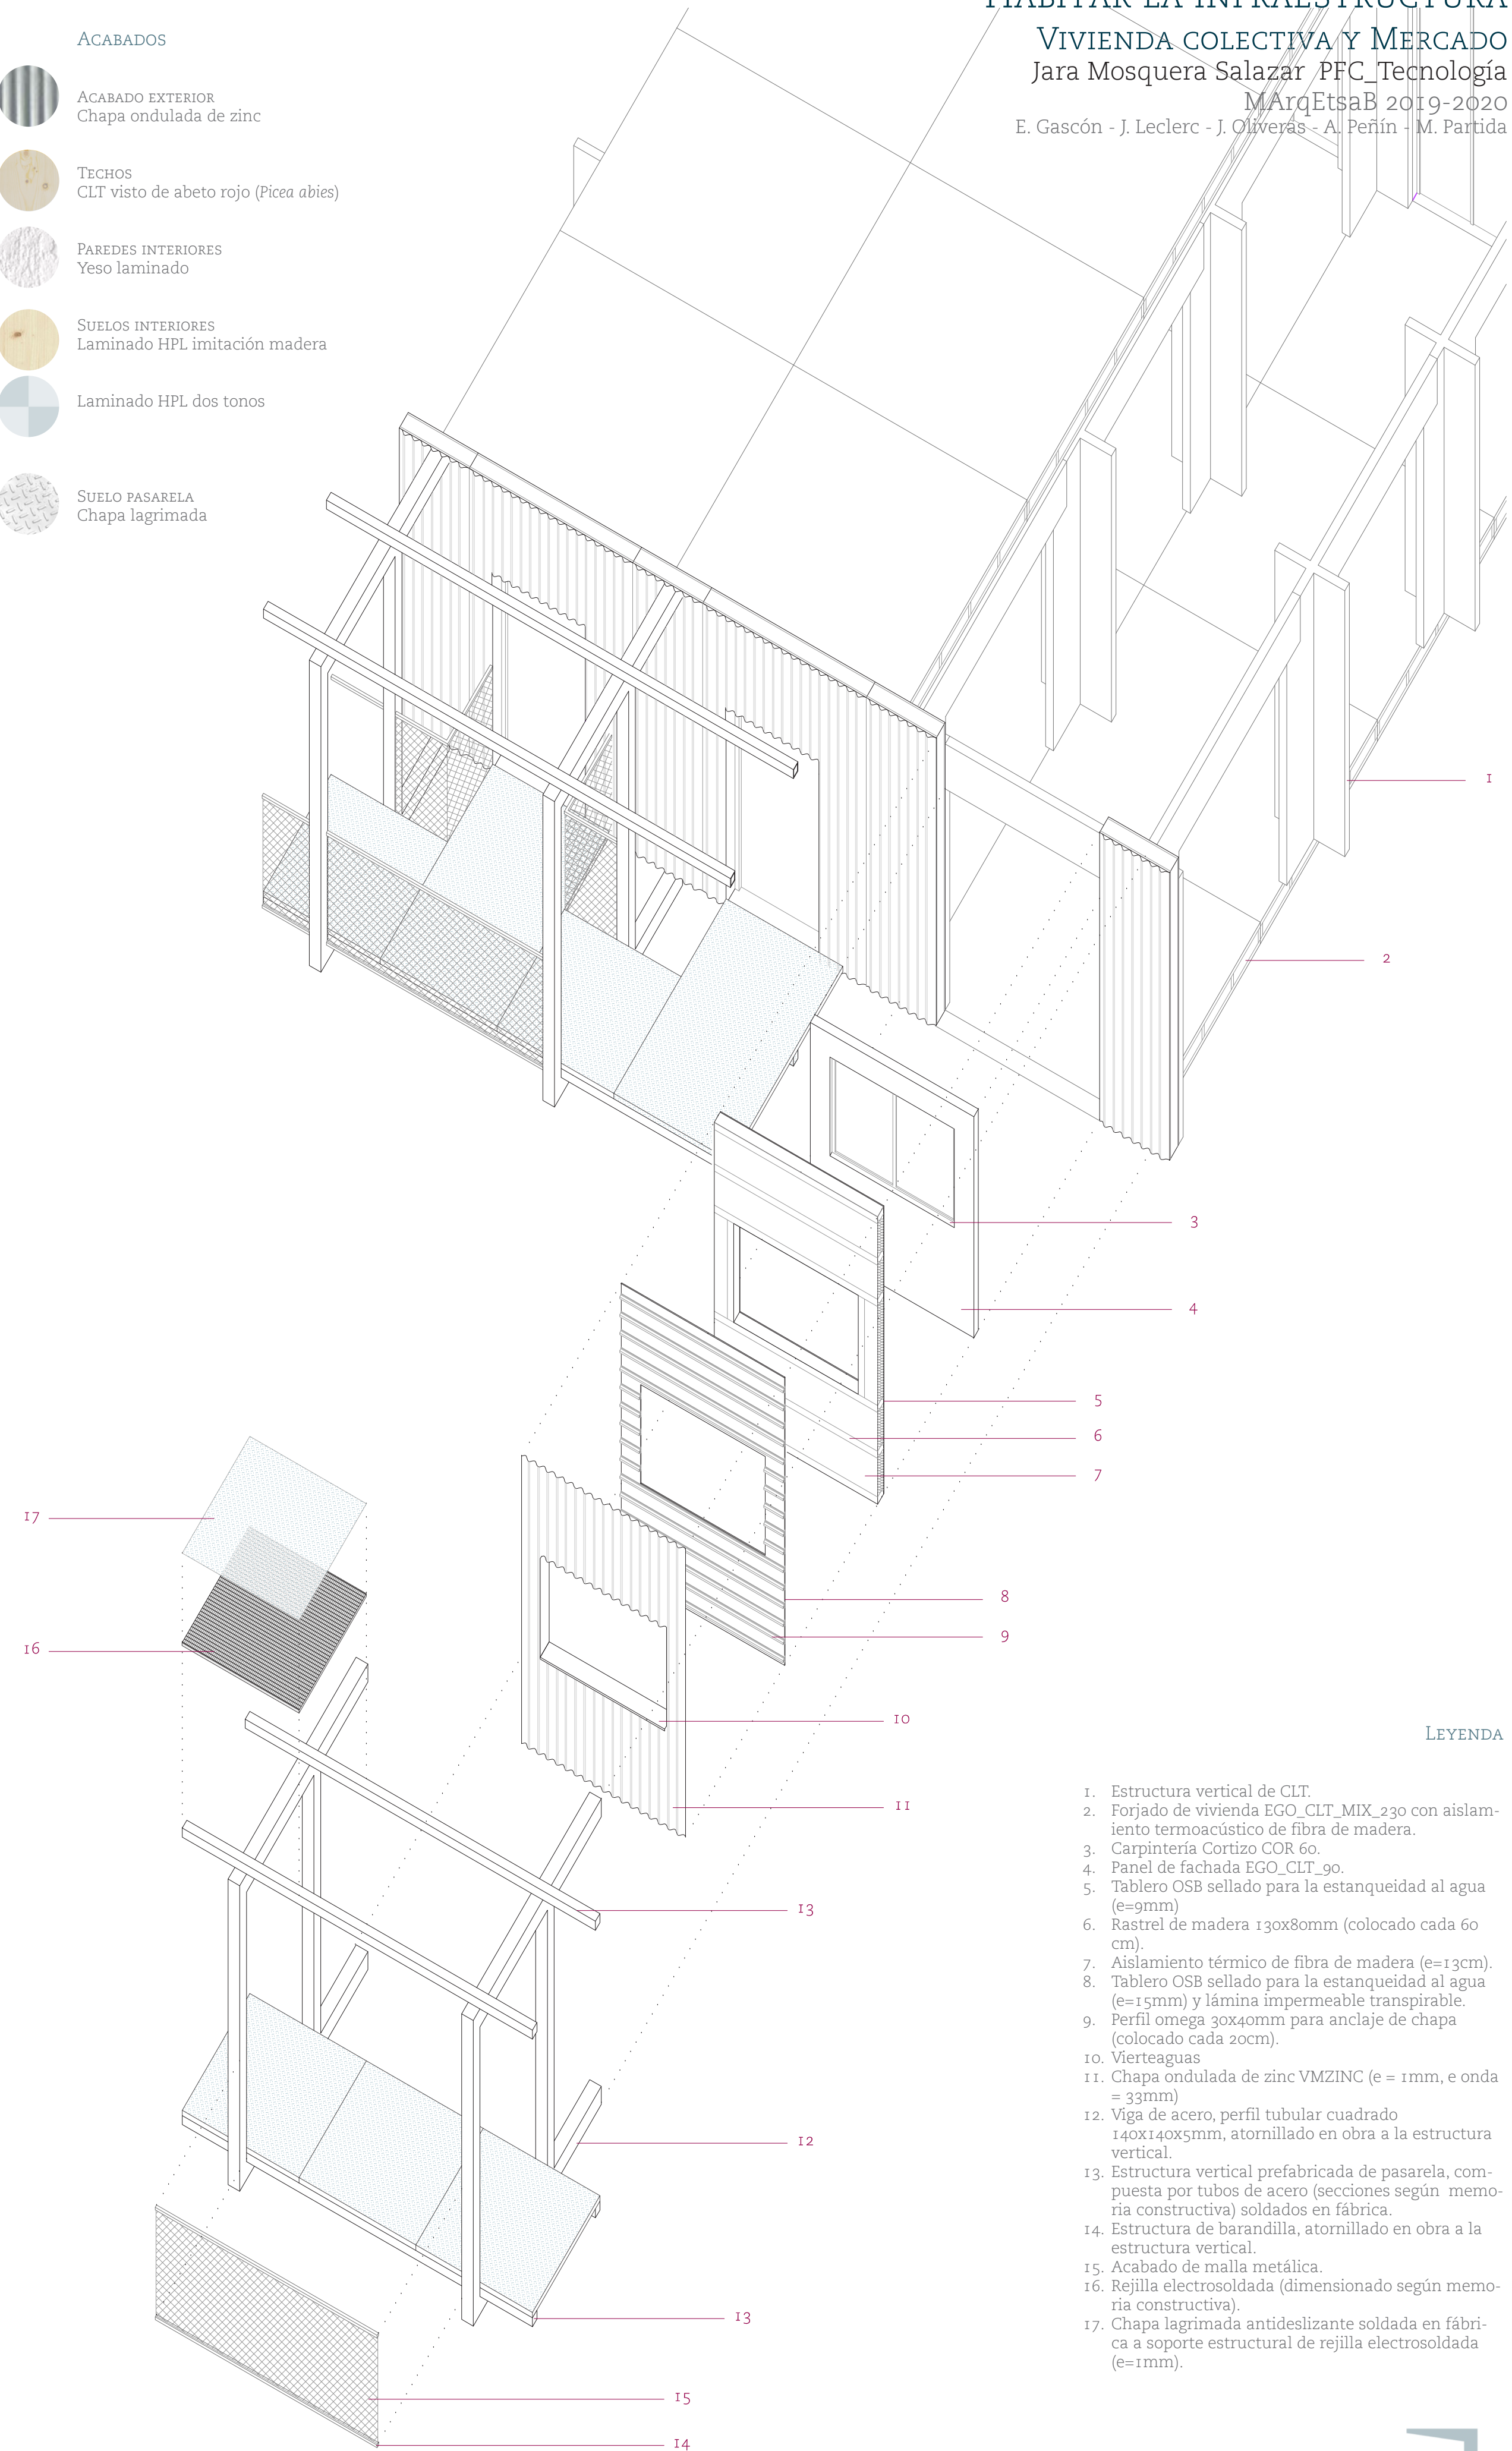 HABITAR LA INFRAESTRUCTURA
VIVIENDA COLECTIVA Y MERCADO
Jara Mosquera Salazar PFC_Tecnología
MArqEtsaB 2019-2020
E. Gascón - J. Leclerc - J. Oliveras - A. Peñín - M. Partida
ACABADOS
ACABADO EXTERIOR
Chapa ondulada de zinc
TECHOS
CLT visto de abeto rojo (Picea abies)
PAREDES INTERIORES
Yeso laminado
SUELOS INTERIORES
Laminado HPL imitación madera
Laminado HPL dos tonos
SUELO PASARELA
Chapa lagrimada
1
2
3
4
5
6
7
17
8
9
16
10
11
13
12
13
15
14
LEYENDA
1. Estructura vertical de CLT.
2. Forjado de vivienda EGO_CLT_MIX_230 con aislam-
iento termoacústico de fibra de madera.
3. Carpintería Cortizo COR 60.
4. Panel de fachada EGO_CLT_90.
5. Tablero OSB sellado para la estanqueidad al agua
(e=9mm)
6. Rastrel de madera 130x80mm (colocado cada 60
cm).
7. Aislamiento térmico de fibra de madera (e=13cm).
8. Tablero OSB sellado para la estanqueidad al agua
(e=15mm) y lámina impermeable transpirable.
9. Perfil omega 30x40mm para anclaje de chapa
(colocado cada 20cm).
10. Vierteaguas
11. Chapa ondulada de zinc VMZINC (e = 1mm, e onda
= 33mm)
12. Viga de acero, perfil tubular cuadrado
140x140x5mm, atornillado en obra a la estructura
vertical.
13. Estructura vertical prefabricada de pasarela, com-
puesta por tubos de acero (secciones según memo-
ria constructiva) soldados en fábrica.
14. Estructura de barandilla, atornillado en obra a la
estructura vertical.
15. Acabado de malla metálica.
16. Rejilla electrosoldada (dimensionado según memo-
ria constructiva).
17. Chapa lagrimada antideslizante soldada en fábri-
ca a soporte estructural de rejilla electrosoldada
(e=1mm).